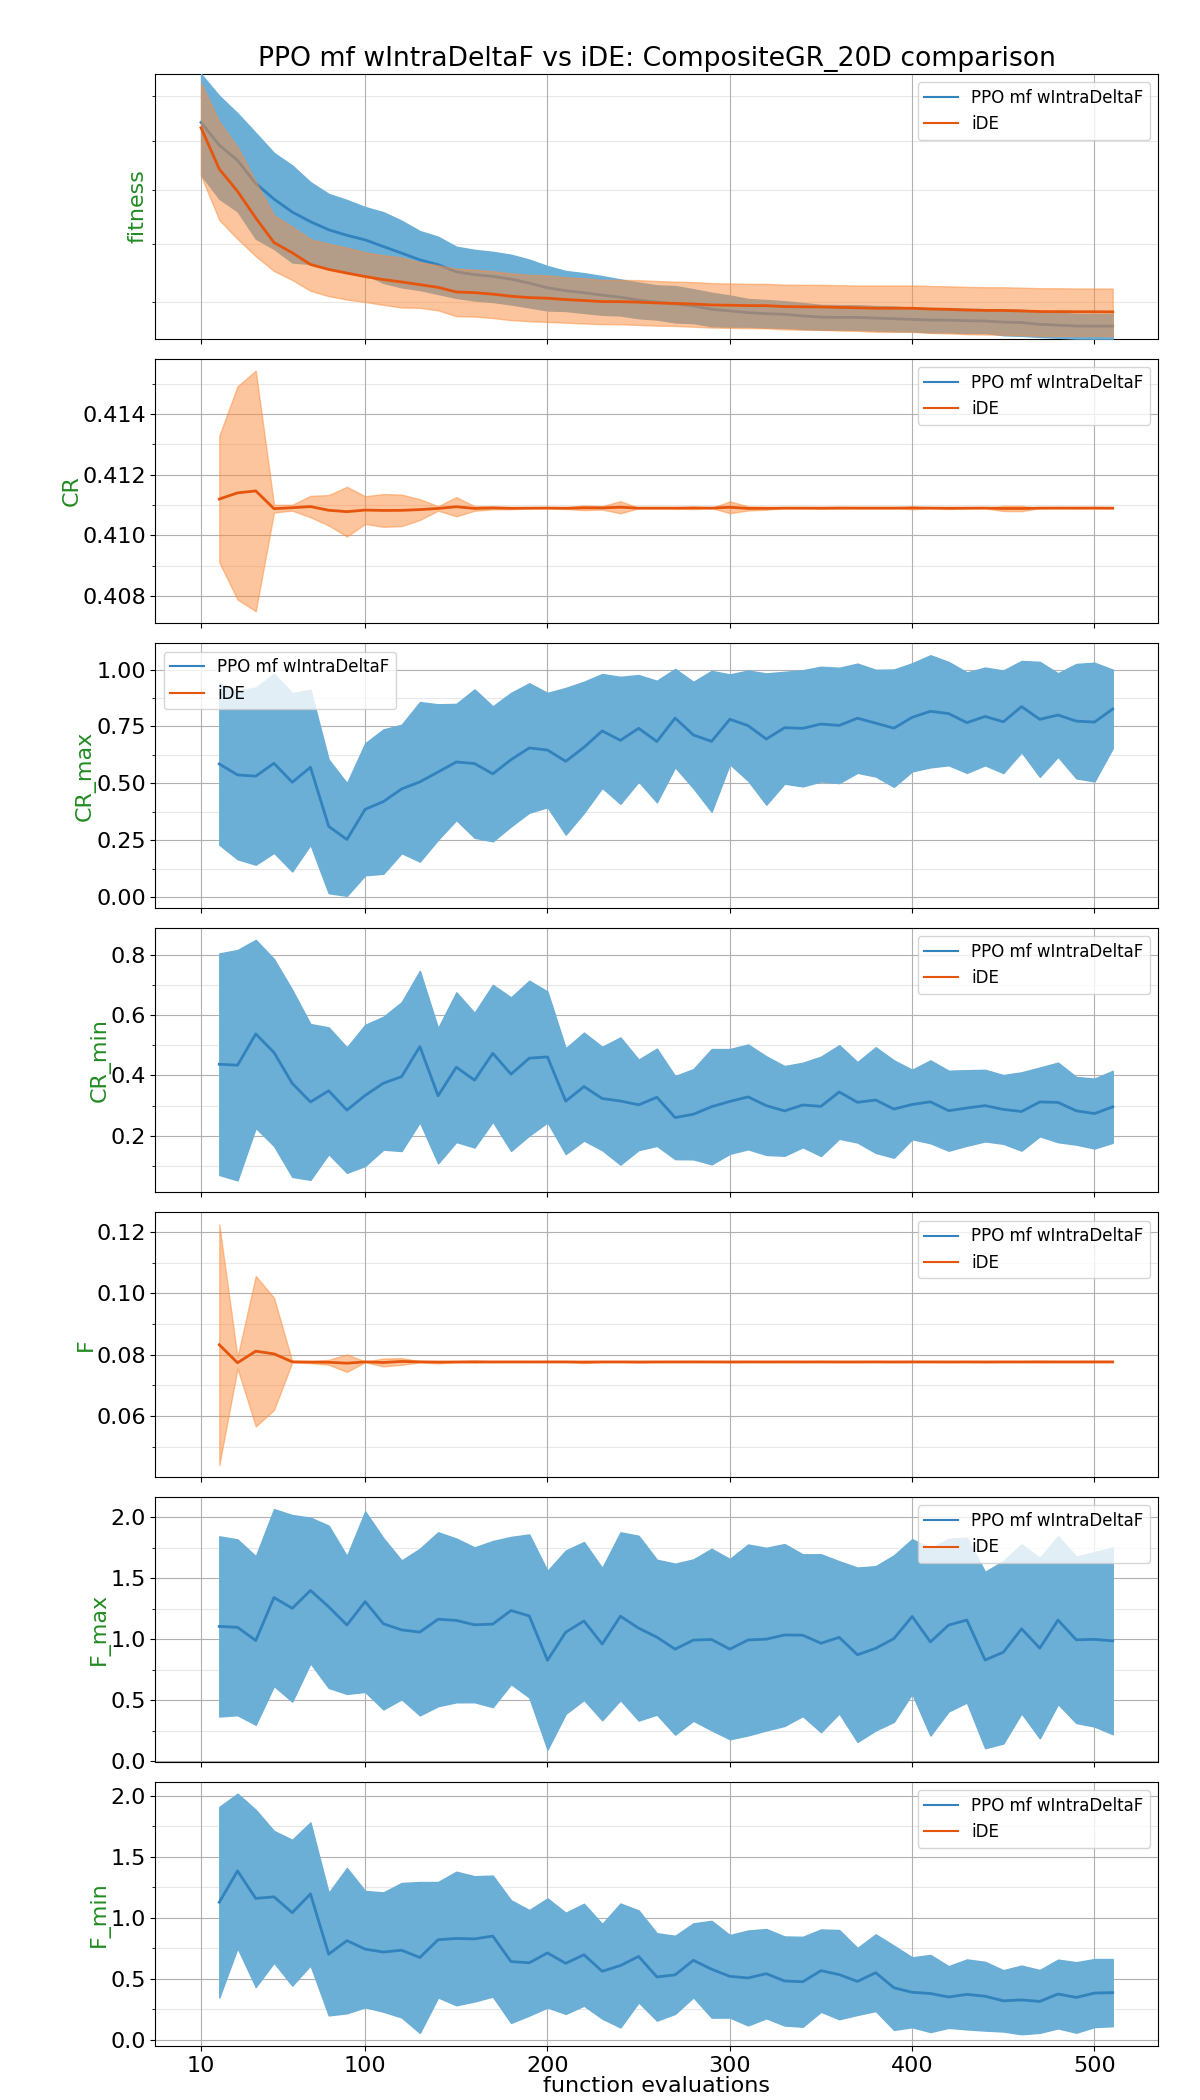 PPO mf wIntraDeltaF vs iDE: CompositeGR_20D comparison
fitness
PPO mf wIntraDeltaF
iDE
CR
0.414
0.412
0.410
0.408
PPO mf wIntraDeltaF
iDE
CR_max
1.00
0.75
0.50
0.25
0.00
PPO mf wIntraDeltaF
iDE
CR_min
0.8
0.6
0.4
0.2
PPO mf wIntraDeltaF
iDE
F
0.12
0.10
0.08
0.06
PPO mf wIntraDeltaF
iDE
F_max
2.0
1.5
1.0
0.5
0.0
PPO mf wIntraDeltaF
iDE
F_min
2.0
1.5
1.0
0.5
0.0
PPO mf wIntraDeltaF
iDE
10 100 200 300 400 500
function evaluations